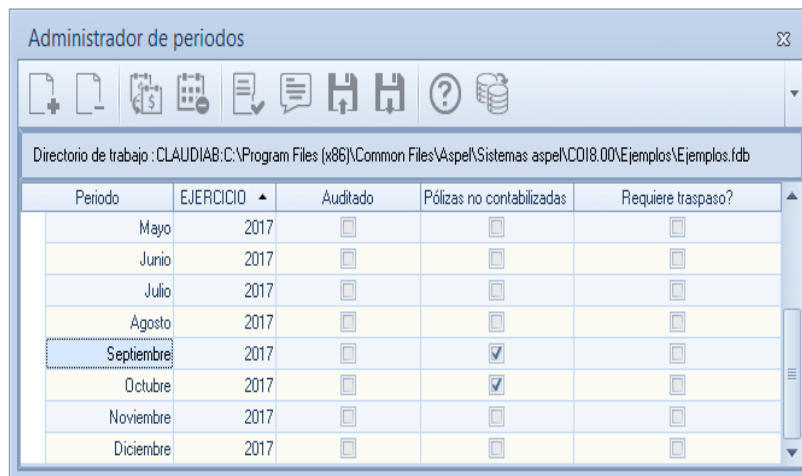 Administrador de periodos
Directorio de trabajo : CLAUDIAB:C:\Program Files (x86)\Common Files\Aspel\Sistemas aspel\COI8.00\Ejemplos\Ejemplos.fdb
Periodo EJERCICIO Auditado Pólizas no contabilizadas Requiere traspaso?
Mayo 2017
Junio 2017
Julio 2017
Agosto 2017
Septiembre 2017
Octubre 2017
Noviembre 2017
Diciembre 2017